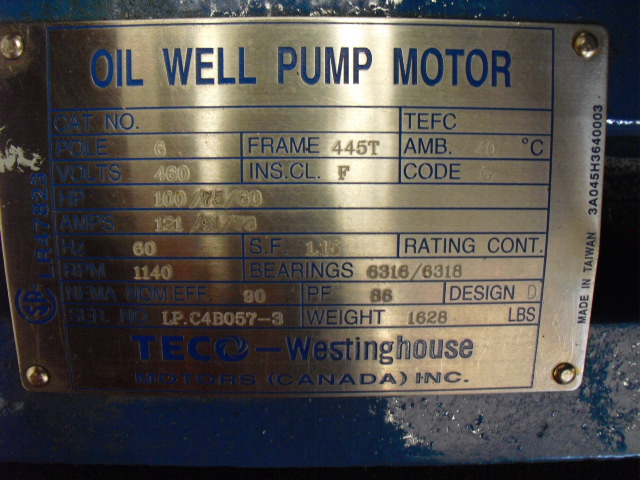 OIL WELL PUMP MOTOR
CAT NO. TEFC
POLE 6 FRAME 445T AMB. 40 °C
VOLTS 460 INS.CL. F CODE G
HP 100/75/60
AMPS 121/
Hz 60 S.F. 1.15 RATING CONT.
RPM 1140 BEARINGS 6316/6318
NEMA NOM.EFF. 90 PF 86 DESIGN D
SER. NO. LP.C4B057-3 WEIGHT 1628 LBS
TECO-Westinghouse
MOTORS (CANADA) INC.
LR47823
MADE IN TAIWAN 3A045H3640003